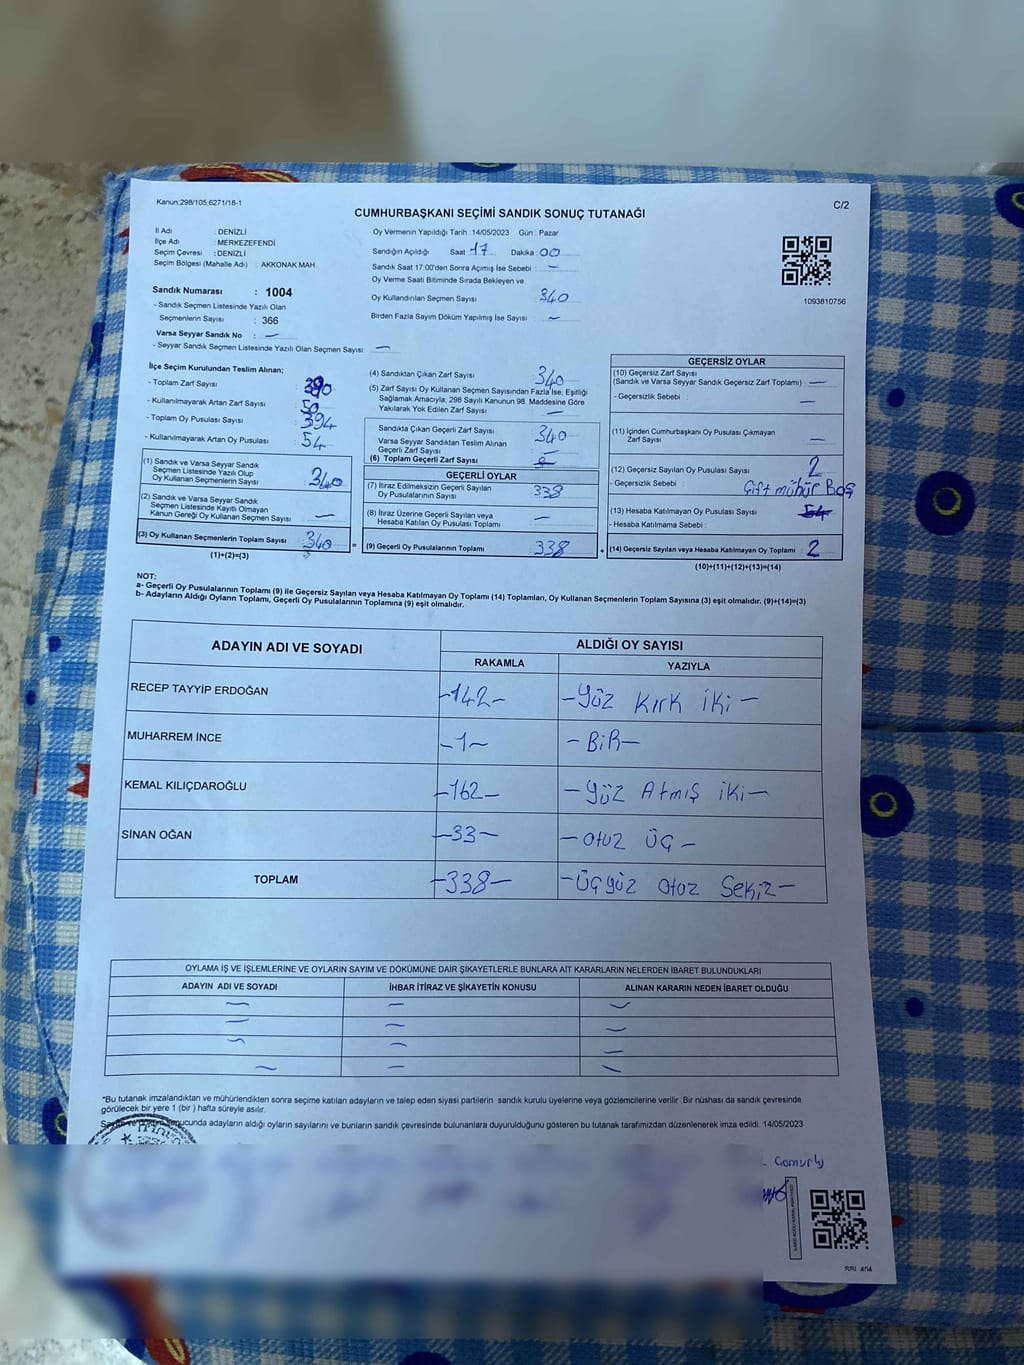 Kanun:298/105;6271/18-1
C/2
CUMHURBAŞKANI SEÇİMİ SANDIK SONUÇ TUTANAĞI
İl Adı : DENİZLİ
İlçe Adı : MERKEZEFENDİ
Seçim Çevresi : DENİZLİ
Seçim Bölgesi (Mahalle Adı) : AKKONAK MAH.
Sandık Numarası : 1004
- Sandık Seçmen Listesinde Yazılı Olan
Seçmenlerin Sayısı : 366
Varsa Seyyar Sandık No : —
- Seyyar Sandık Seçmen Listesinde Yazılı Olan Seçmen Sayısı : —
Oy Vermenin Yapıldığı Tarih : 14/05/2023 Gün : Pazar
Sandığın Açıldığı Saat : 17 Dakika : 00
Sandık Saat 17:00'den Sonra Açımış İse Sebebi : —
Oy Verme Saati Bitiminde Sırada Bekleyen ve
Oy Kullandırılan Seçmen Sayısı : 340
Birden Fazla Sayım Döküm Yapılmış İse Sayısı : —
1093810756
İlçe Seçim Kurulundan Teslim Alınan;
- Toplam Zarf Sayısı : 390
- Kullanılmayarak Artan Zarf Sayısı : 50
- Toplam Oy Pusulası Sayısı : 394
- Kullanılmayarak Artan Oy Pusulası : 54
(1) Sandık ve Varsa Seyyar Sandık
Seçmen Listesinde Yazılı Olup
Oy Kullanan Seçmenlerin Sayısı : 340
(2) Sandık ve Varsa Seyyar Sandık
Seçmen Listesinde Kayıtlı Olmayan
Kanun Gereği Oy Kullanan Seçmen Sayısı : —
(3) Oy Kullanan Seçmenlerin Toplam Sayısı : 340
(1)+(2)=(3)
(4) Sandıktan Çıkan Zarf Sayısı : 340
(5) Zarf Sayısı Oy Kullanan Seçmen Sayısından Fazla İse, Eşitliği
Sağlamak Amacıyla; 298 Sayılı Kanunun 98. Maddesine Göre
Yakılarak Yok Edilen Zarf Sayısı : —
Sandıkta Çıkan Geçerli Zarf Sayısı : 340
Varsa Seyyar Sandıktan Teslim Alınan
Geçerli Zarf Sayısı : —
(6) Toplam Geçerli Zarf Sayısı :
GEÇERLİ OYLAR
(7) İtiraz Edilmeksizin Geçerli Sayılan
Oy Pusulalarının Sayısı : 338
(8) İtiraz Üzerine Geçerli Sayılan veya
Hesaba Katılan Oy Pusulası Toplamı : —
(9) Geçerli Oy Pusulalarının Toplamı : 338
GEÇERSİZ OYLAR
(10) Geçersiz Zarf Sayısı
(Sandık ve Varsa Seyyar Sandık Geçersiz Zarf Toplamı) : —
- Geçersizlik Sebebi : —
(11) İçinden Cumhurbaşkanı Oy Pusulası Çıkmayan
Zarf Sayısı : —
(12) Geçersiz Sayılan Oy Pusulası Sayısı : 2
- Geçersizlik Sebebi : Çift mühür Boş
(13) Hesaba Katılmayan Oy Pusulası Sayısı : 54
- Hesaba Katılmama Sebebi :
(14) Geçersiz Sayılan veya Hesaba Katılmayan Oy Toplamı : 2
(10)+(11)+(12)+(13)=(14)
NOT:
a- Geçerli Oy Pusulalarının Toplamı (9) ile Geçersiz Sayılan veya Hesaba Katılmayan Oy Toplamı (14) Toplamları, Oy Kullanan Seçmenlerin Toplam Sayısına (3) eşit olmalıdır. (9)+(14)=(3)
b- Adayların Aldığı Oyların Toplamı, Geçerli Oy Pusulalarının Toplamına (9) eşit olmalıdır.
ADAYIN ADI VE SOYADI ALDIĞI OY SAYISI
RAKAMLA YAZIYLA
RECEP TAYYİP ERDOĞAN -142- -Yüz Kırk İki-
MUHARREM İNCE -1- -BiR-
KEMAL KILIÇDAROĞLU -162- -Yüz Atmış iki-
SİNAN OĞAN -33- -Otuz Üç-
TOPLAM -338- -Üçyüz Otuz Sekiz-
OYLAMA İŞ VE İŞLEMLERİNE VE OYLARIN SAYIM VE DÖKÜMÜNE DAİR ŞİKAYETLERLE BUNLARA AİT KARARLARIN NELERDEN İBARET BULUNDUKLARI
ADAYIN ADI VE SOYADI İHBAR İTİRAZ VE ŞİKAYETİN KONUSU ALINAN KARARIN NEDEN İBARET OLDUĞU
— — —
— — —
— — —
— — —
*Bu tutanak imzalandıktan ve mühürlendikten sonra seçime katılan adayların ve talep eden siyasi partilerin sandık kurulu üyelerine veya gözlemcilerine verilir. Bir nüshası da sandık çevresinde
görülecek bir yere 1 (bir) hafta süreyle asılır.
sonucunda adayların aldığı oyların sayılarını ve bunların sandık çevresinde bulunanlara duyurulduğunu gösteren bu tutanak tarafımızdan düzenlenerek imza edildi. 14/05/2023